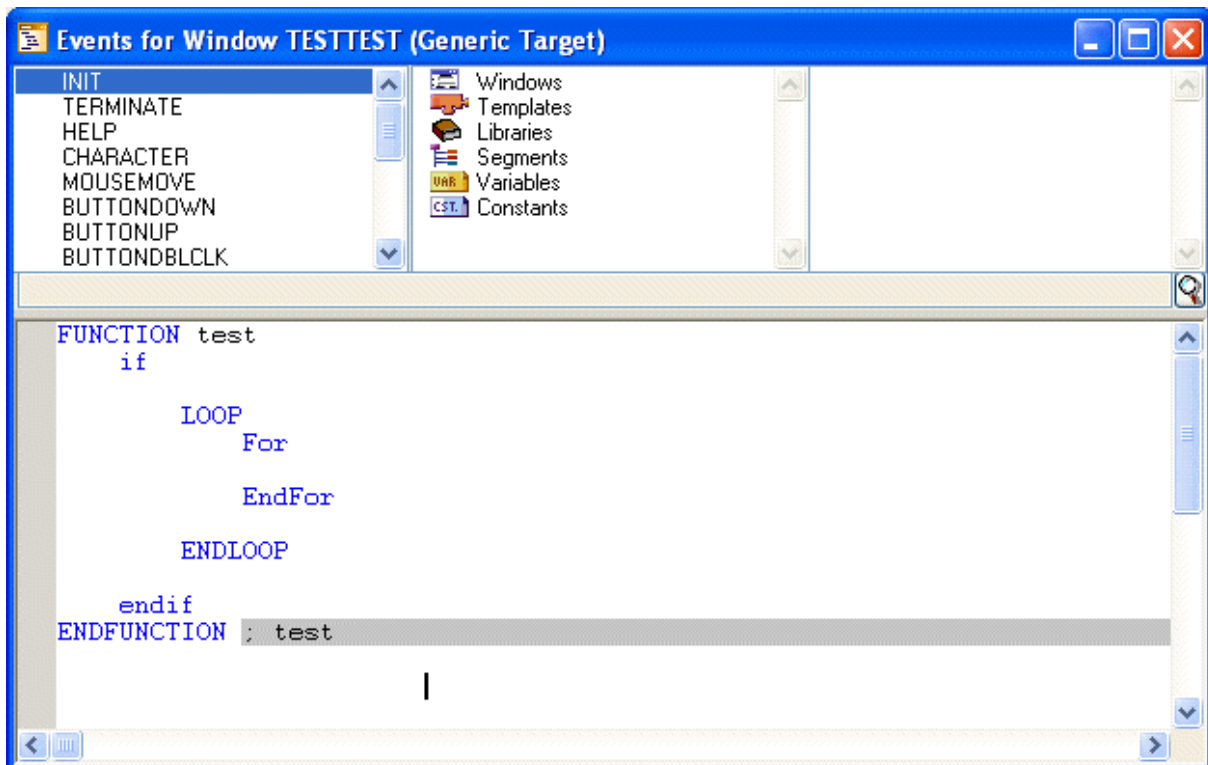 Events for Window TESTTEST (Generic Target)
INIT
TERMINATE
HELP
CHARACTER
MOUSEMOVE
BUTTONDOWN
BUTTONUP
BUTTONDBLCLK
Windows
Templates
Libraries
Segments
VAR Variables
CST. Constants
FUNCTION test
if
LOOP
For
EndFor
ENDLOOP
endif
ENDFUNCTION ; test